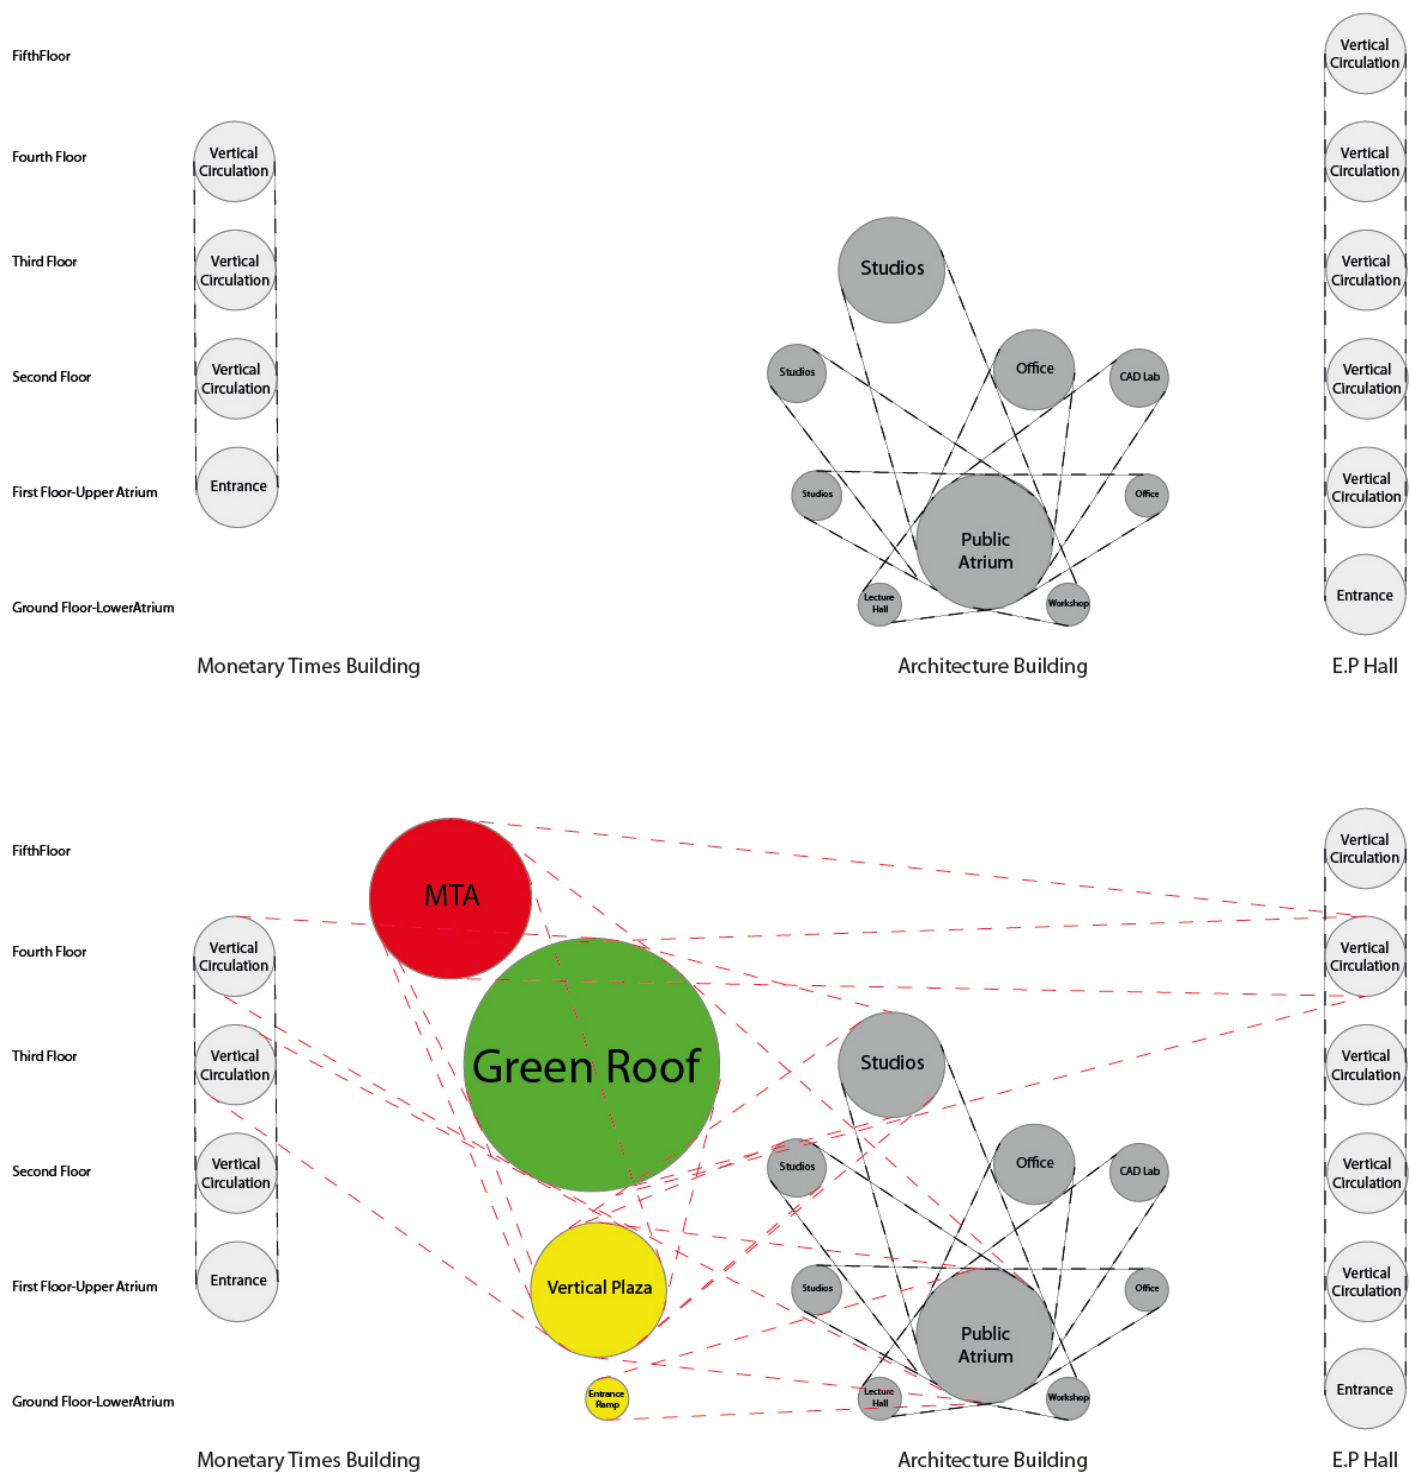 FifthFloor
Vertical
Circulation
Fourth Floor
Vertical
Circulation
Vertical
Circulation
Third Floor
Vertical
Circulation
Studios
Vertical
Circulation
Second Floor
Vertical
Circulation
Studios
Office
CAD Lab
Vertical
Circulation
First Floor-Upper Atrium
Entrance
Studios
Office
Vertical
Circulation
Public
Atrium
Ground Floor-LowerAtrium
Lecture
Hall
Workshop
Entrance
Monetary Times Building
Architecture Building
E.P Hall
FifthFloor
MTA
Vertical
Circulation
Fourth Floor
Vertical
Circulation
Vertical
Circulation
Third Floor
Vertical
Circulation
Green Roof
Studios
Vertical
Circulation
Second Floor
Vertical
Circulation
Studios
Office
CAD Lab
Vertical
Circulation
First Floor-Upper Atrium
Entrance
Vertical Plaza
Studios
Office
Vertical
Circulation
Public
Atrium
Ground Floor-LowerAtrium
Entrance
Ramp
Lecture
Hall
Workshop
Entrance
Monetary Times Building
Architecture Building
E.P Hall